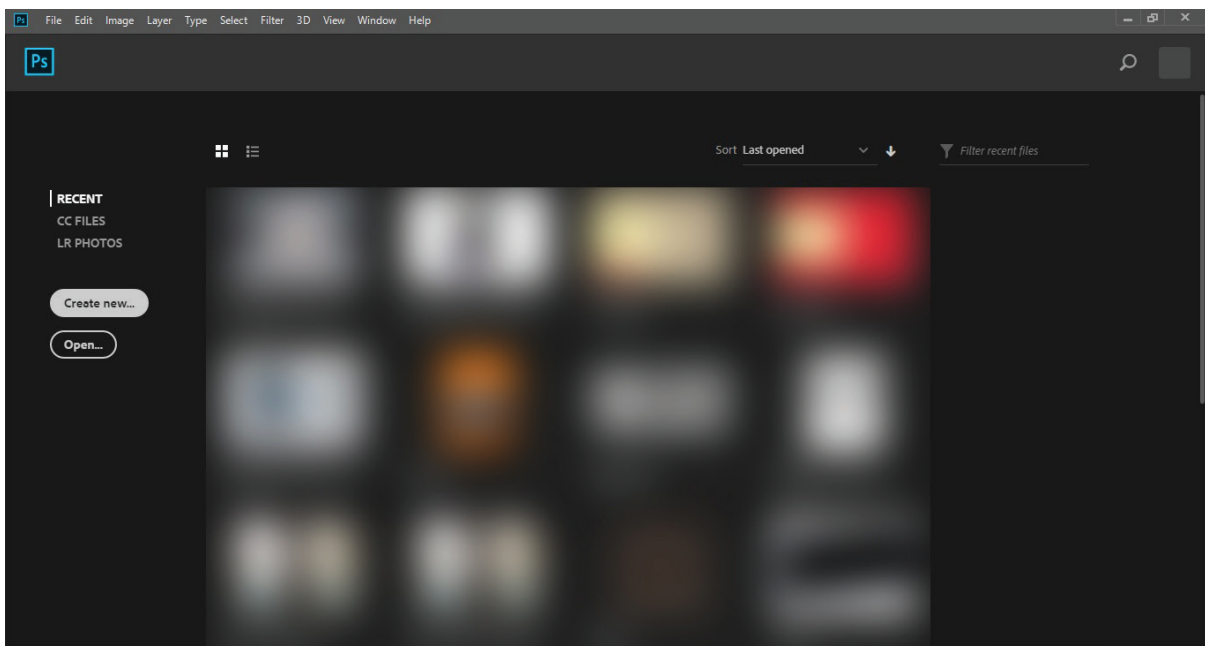 Ps File Edit Image Layer Type Select Filter 3D View Window Help
Ps
Sort Last opened Filter recent files
RECENT
CC FILES
LR PHOTOS
Create new...
Open...